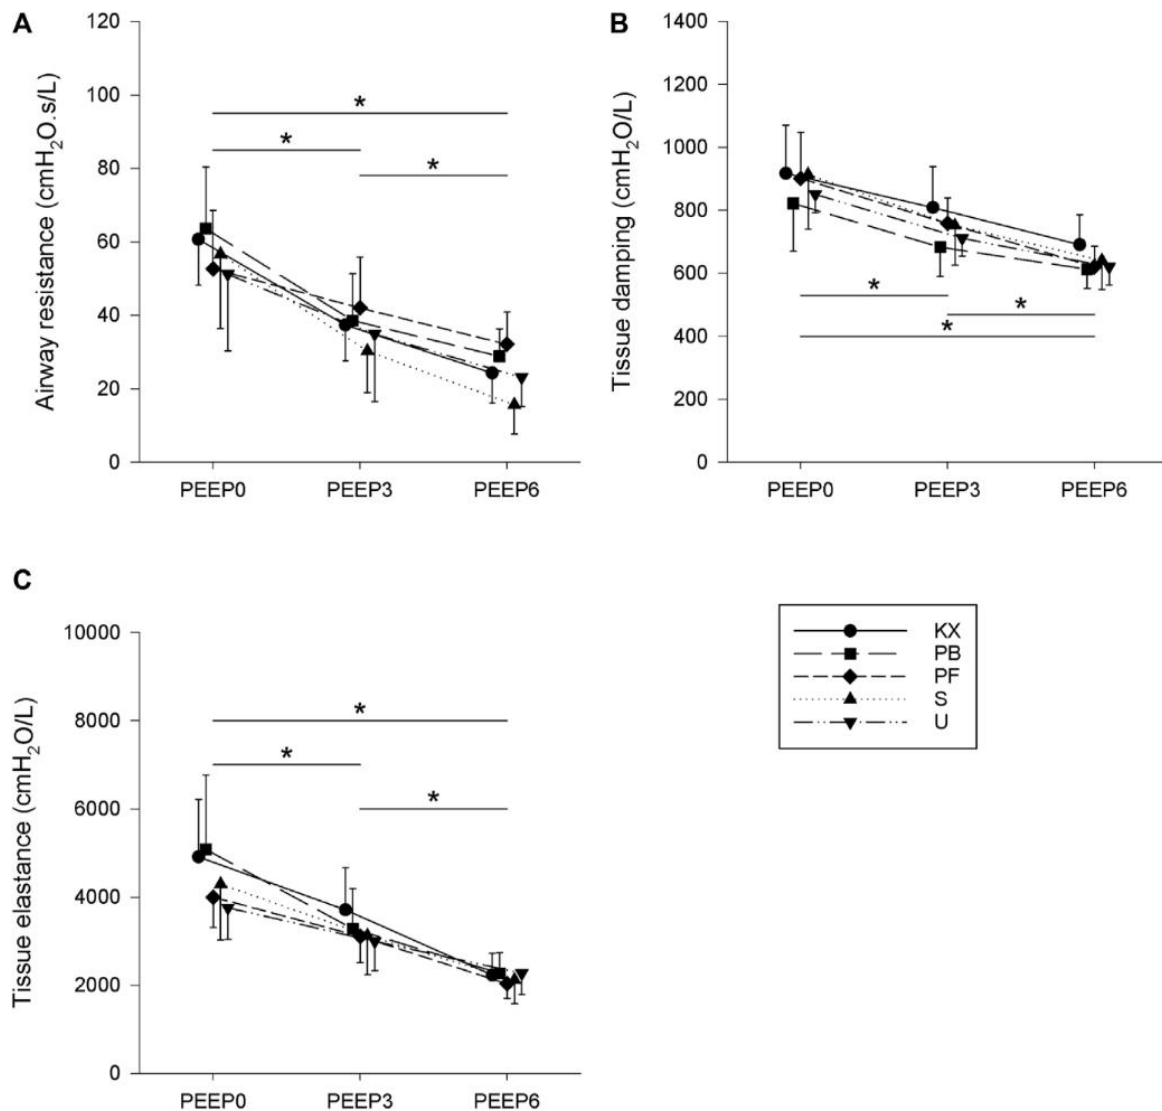 A
Airway resistance (cmH₂O.s/L)
120
100
80
60
40
20
0
*
*
*
PEEP0 PEEP3 PEEP6
B
Tissue damping (cmH₂O/L)
1400
1200
1000
800
600
400
200
0
*
*
*
PEEP0 PEEP3 PEEP6
C
Tissue elastance (cmH₂O/L)
10000
8000
6000
4000
2000
0
*
*
*
PEEP0 PEEP3 PEEP6
KX
PB
PF
S
U